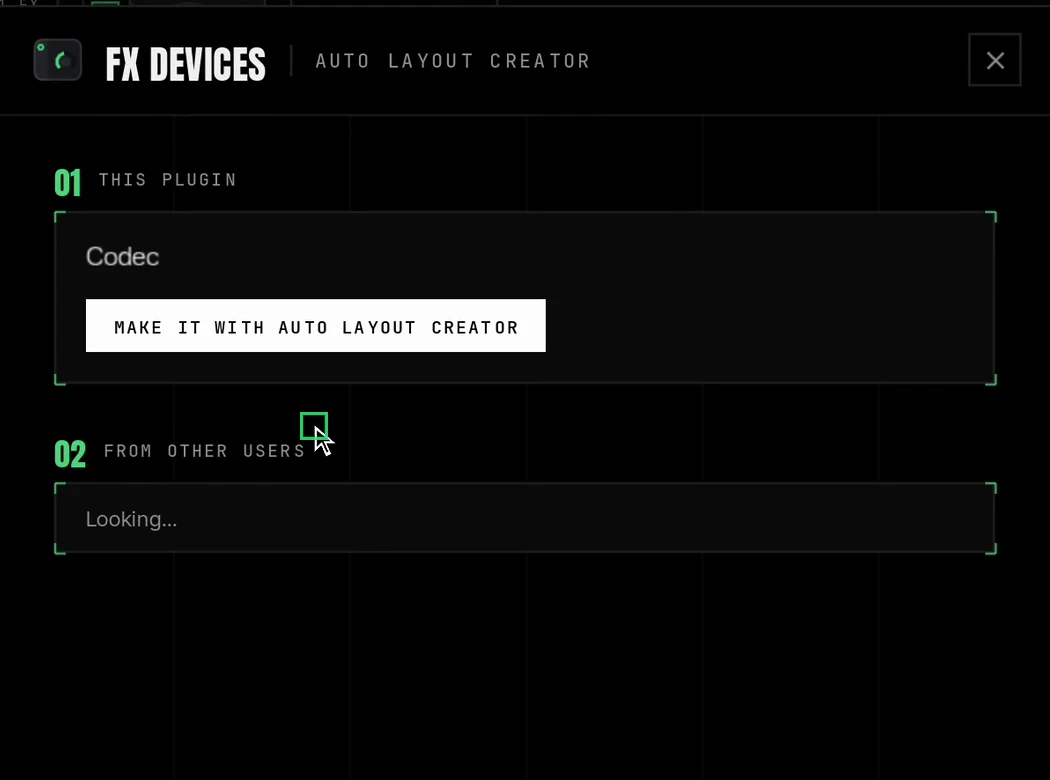 FX DEVICES
AUTO LAYOUT CREATOR
01 THIS PLUGIN
Codec
MAKE IT WITH AUTO LAYOUT CREATOR
02 FROM OTHER USERS
Looking...